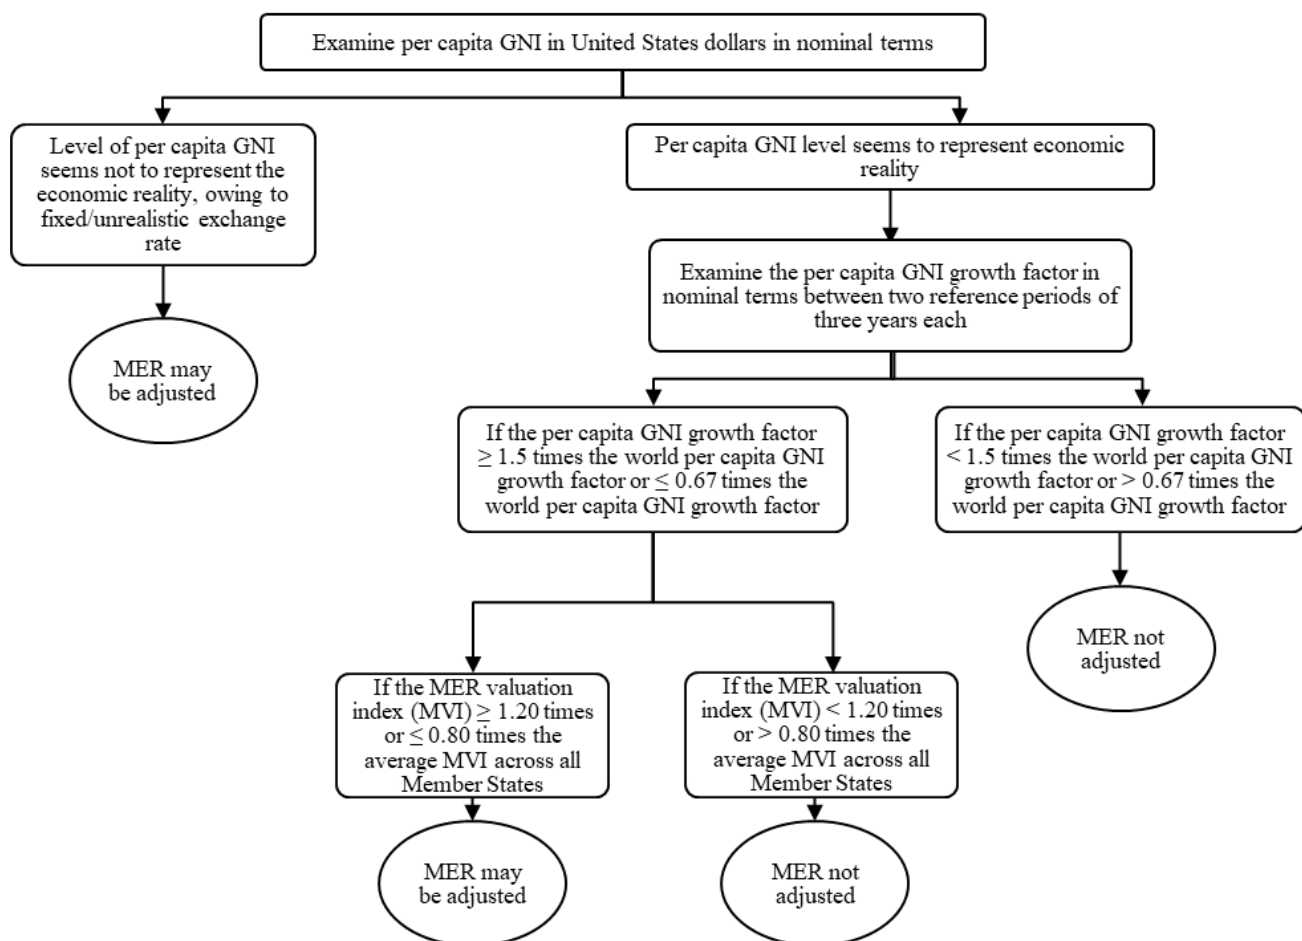 Examine per capita GNI in United States dollars in nominal terms
Level of per capita GNI
seems not to represent the
economic reality, owing to
fixed/unrealistic exchange
rate
Per capita GNI level seems to represent economic
reality
Examine the per capita GNI growth factor in
nominal terms between two reference periods of
three years each
MER may
be adjusted
If the per capita GNI growth factor
≥ 1.5 times the world per capita GNI
growth factor or ≤ 0.67 times the
world per capita GNI growth factor
If the per capita GNI growth factor
< 1.5 times the world per capita GNI
growth factor or > 0.67 times the
world per capita GNI growth factor
MER not
adjusted
If the MER valuation
index (MVI) ≥ 1.20 times
or ≤ 0.80 times the
average MVI across all
Member States
If the MER valuation
index (MVI) < 1.20 times
or > 0.80 times the
average MVI across all
Member States
MER may
be adjusted
MER not
adjusted